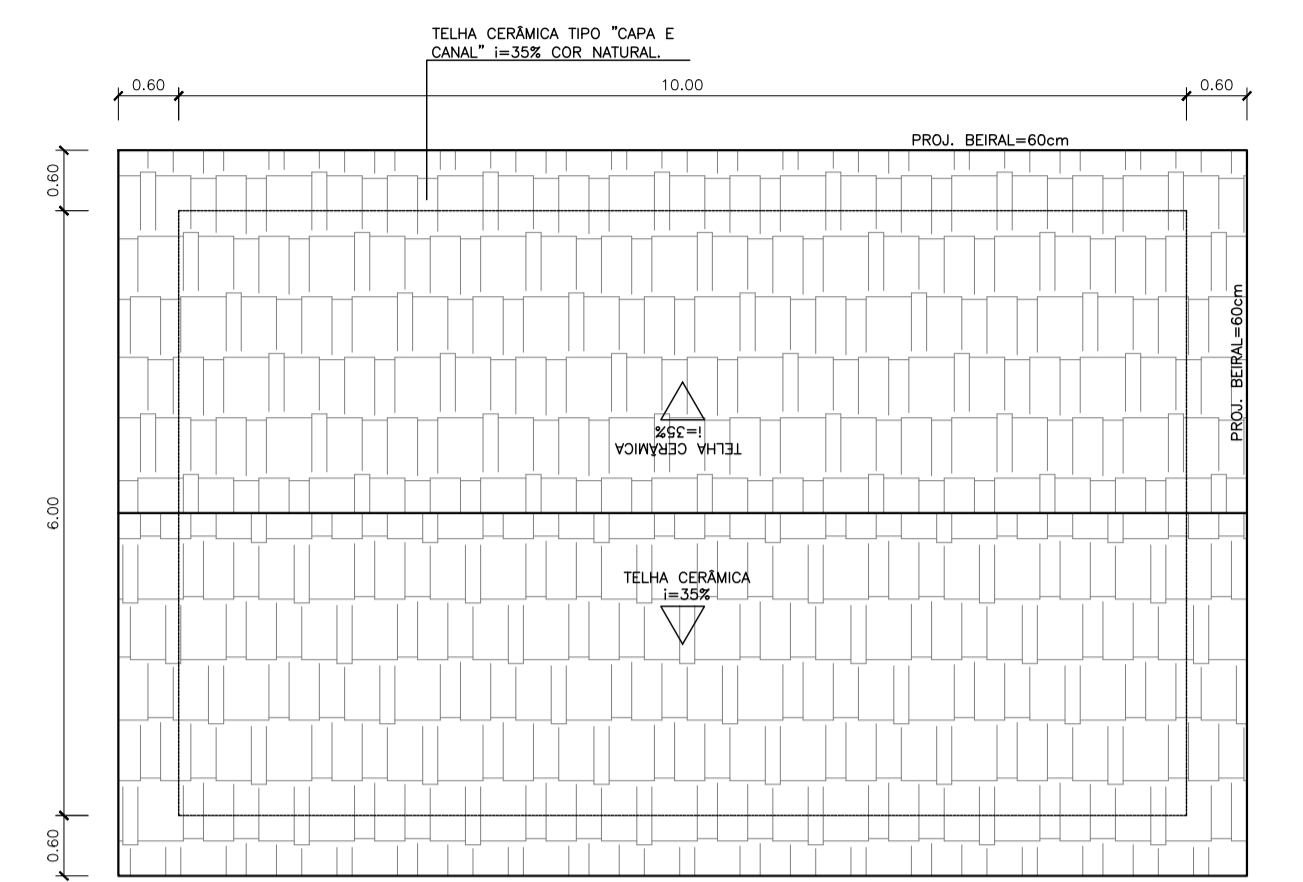 TELHA CERÂMICA TIPO "CAPA E
CANAL" i=35% COR NATURAL.
0.60
10.00
0.60
PROJ. BEIRAL=60cm
0.60
6.00
0.60
PROJ. BEIRAL=60cm
TELHA CERÂMICA
i=35%
TELHA CERÂMICA
i=35%